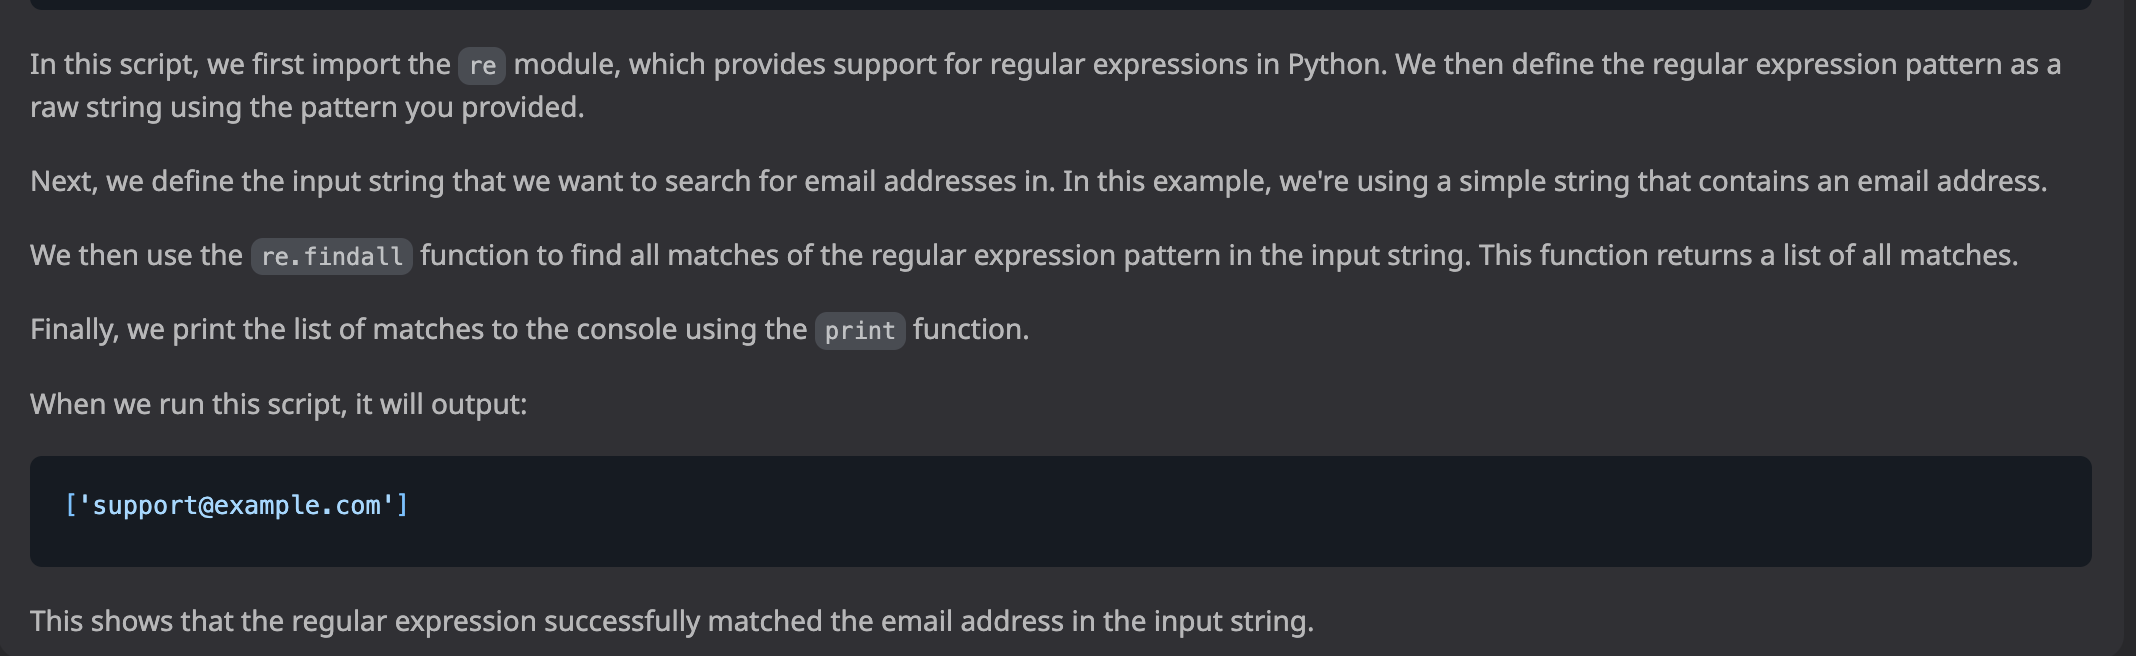 In this script, we first import the re module, which provides support for regular expressions in Python. We then define the regular expression pattern as a
raw string using the pattern you provided.
Next, we define the input string that we want to search for email addresses in. In this example, we're using a simple string that contains an email address.
We then use the re.findall function to find all matches of the regular expression pattern in the input string. This function returns a list of all matches.
Finally, we print the list of matches to the console using the print function.
When we run this script, it will output:
['support@example.com']
This shows that the regular expression successfully matched the email address in the input string.